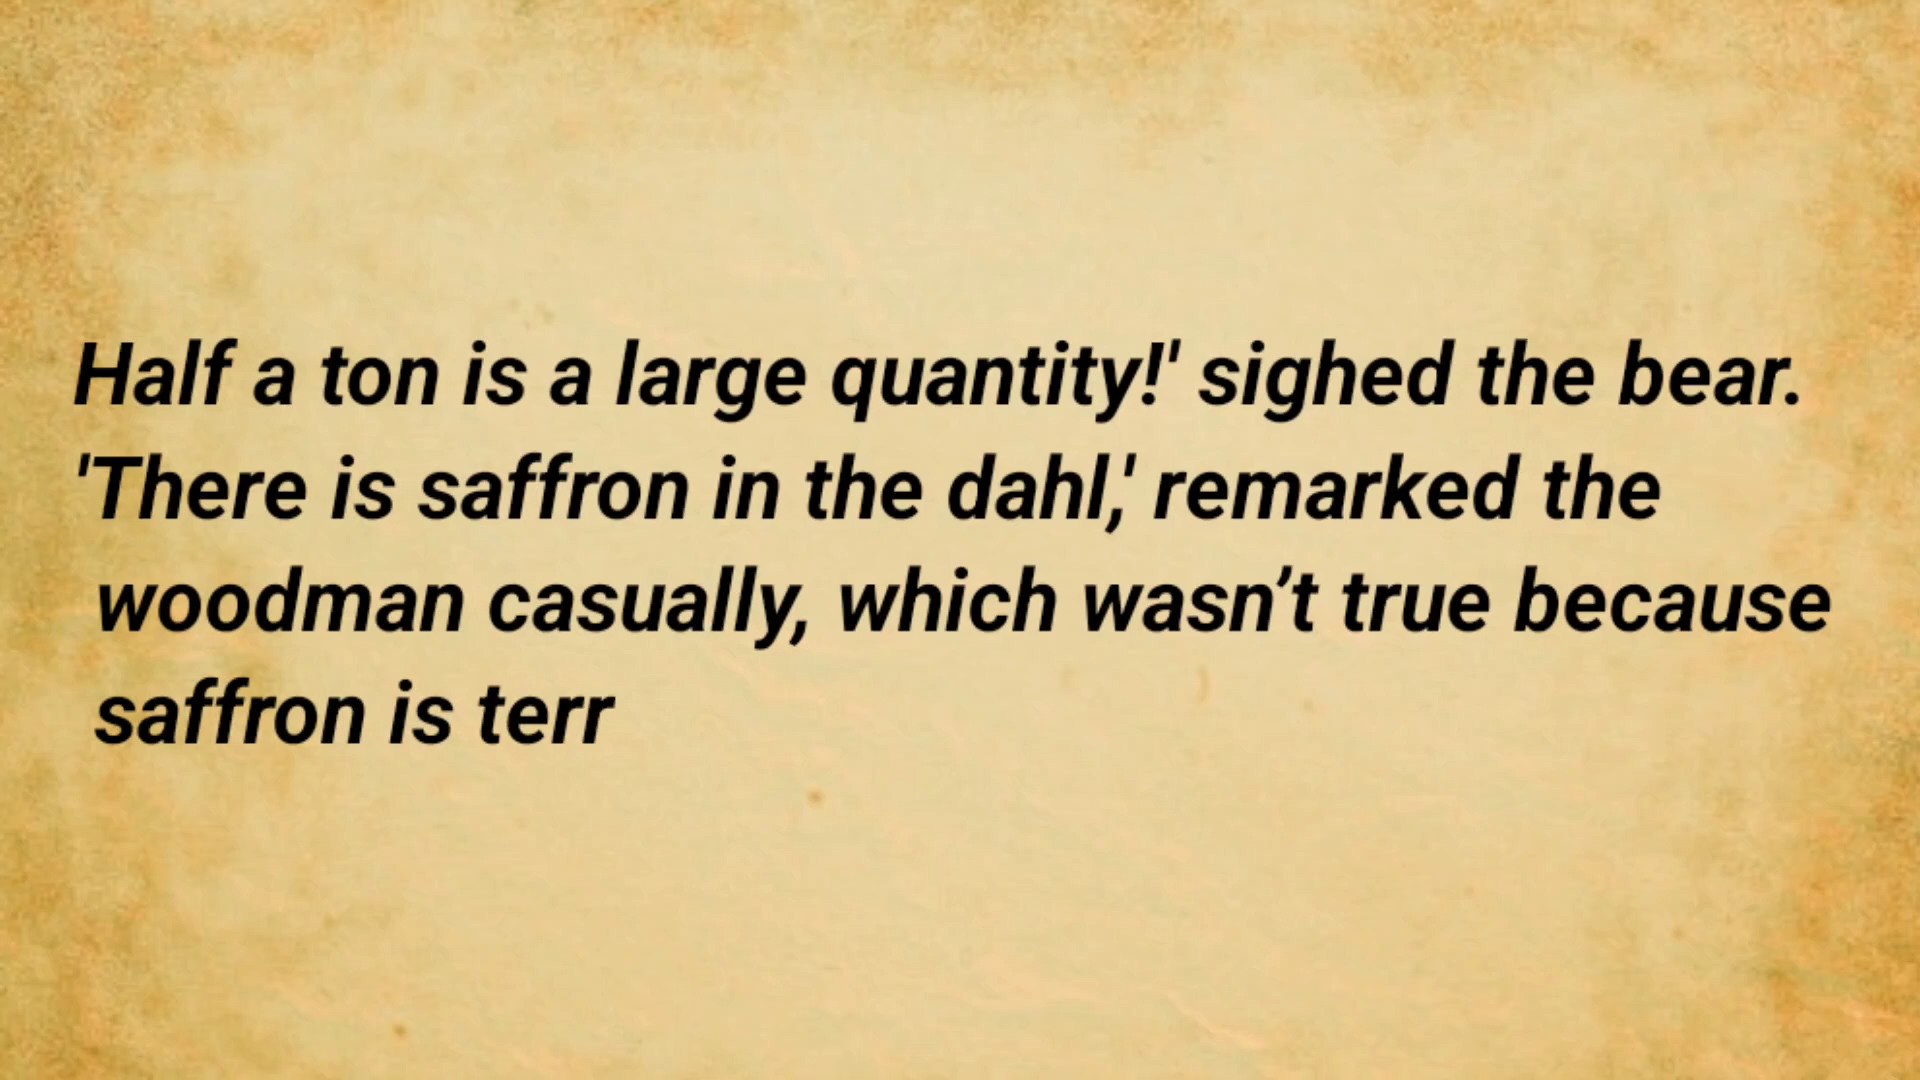 Half a ton is a large quantity!' sighed the bear.
'There is saffron in the dahl,' remarked the
woodman casually, which wasn’t true because
saffron is terr